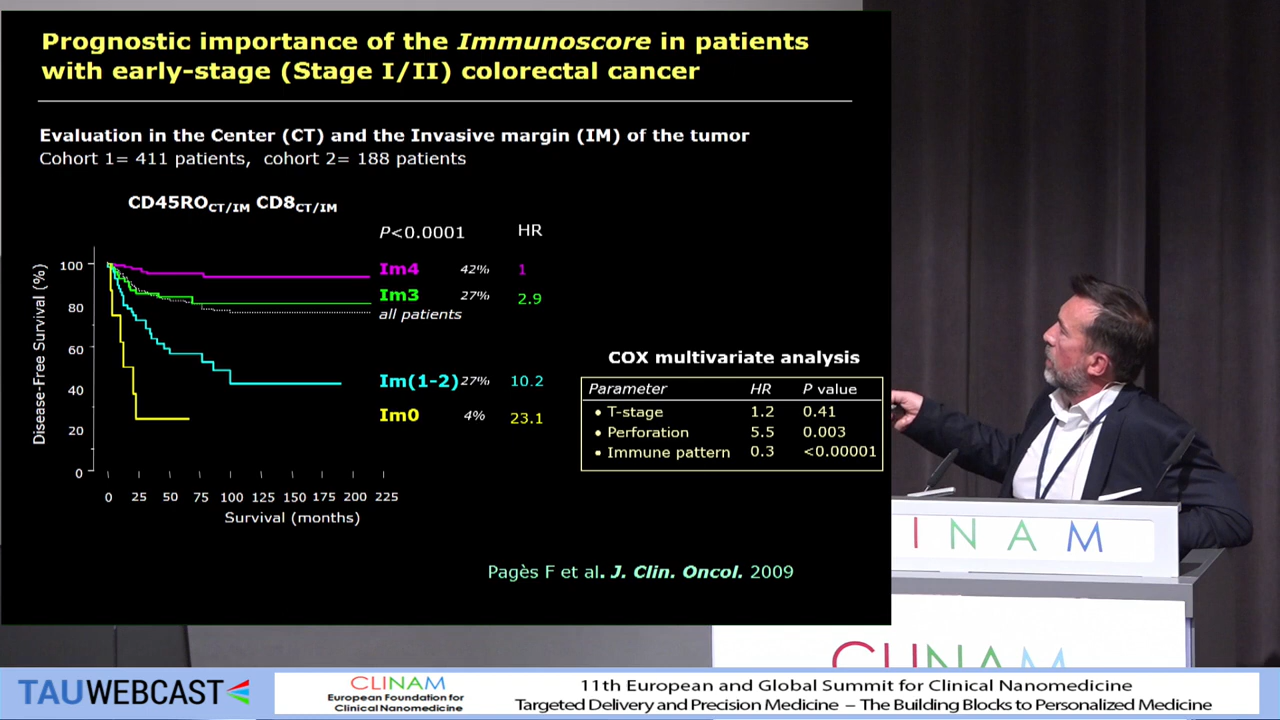 Prognostic importance of the Immunoscore in patients
with early-stage (Stage I/II) colorectal cancer
Evaluation in the Center (CT) and the Invasive margin (IM) of the tumor
Cohort 1= 411 patients, cohort 2= 188 patients
CD45RO CT/IM CD8 CT/IM
P<0.0001 HR
Im4 42% 1
Im3 27% 2.9
all patients
Im(1-2) 27% 10.2
Im0 4% 23.1
Disease-Free Survival (%)
100
80
60
40
20
0
0 25 50 75 100 125 150 175 200 225
Survival (months)
COX multivariate analysis
Parameter HR P value
• T-stage 1.2 0.41
• Perforation 5.5 0.003
• Immune pattern 0.3 <0.00001
Pagès F et al. J. Clin. Oncol. 2009
INAM
CLINAM
TAUWEBCAST
CLINAM
European Foundation for
Clinical Nanomedicine
11th European and Global Summit for Clinical Nanomedicine
Targeted Delivery and Precision Medicine – The Building Blocks to Personalized Medicine